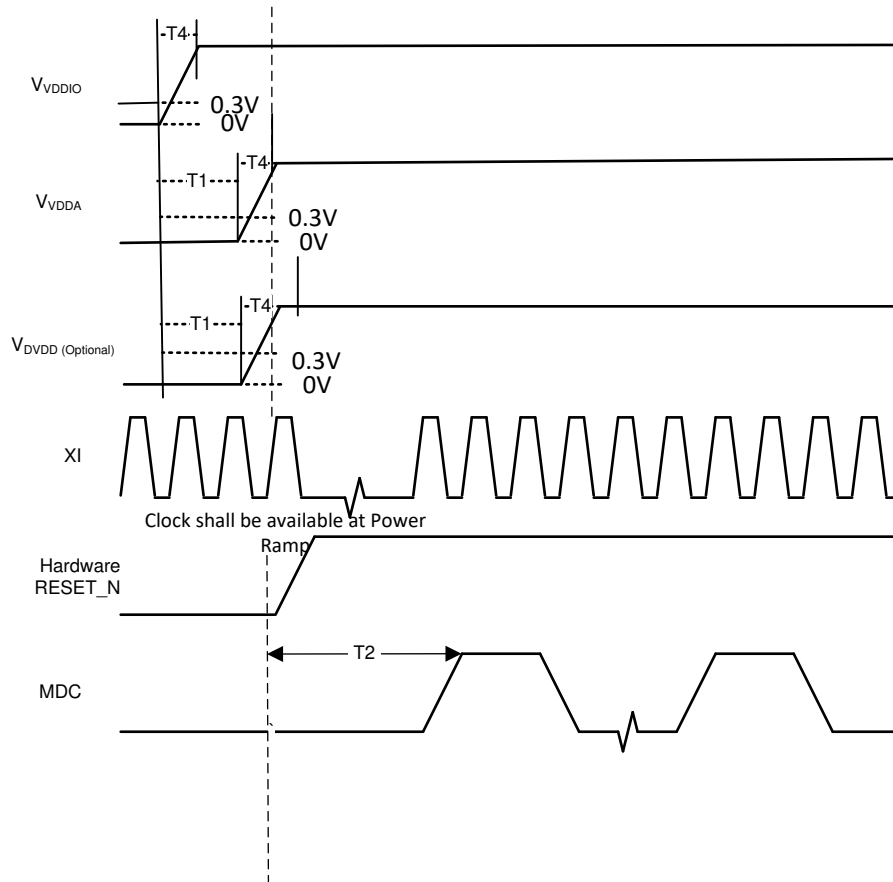 T4
VVDDIO
0.3V
0V
T4
T1
VVDDA
0.3V
0V
T4
T1
VDVDD (Optional)
0.3V
0V
XI
Clock shall be available at Power
Ramp
Hardware
RESET_N
T2
MDC